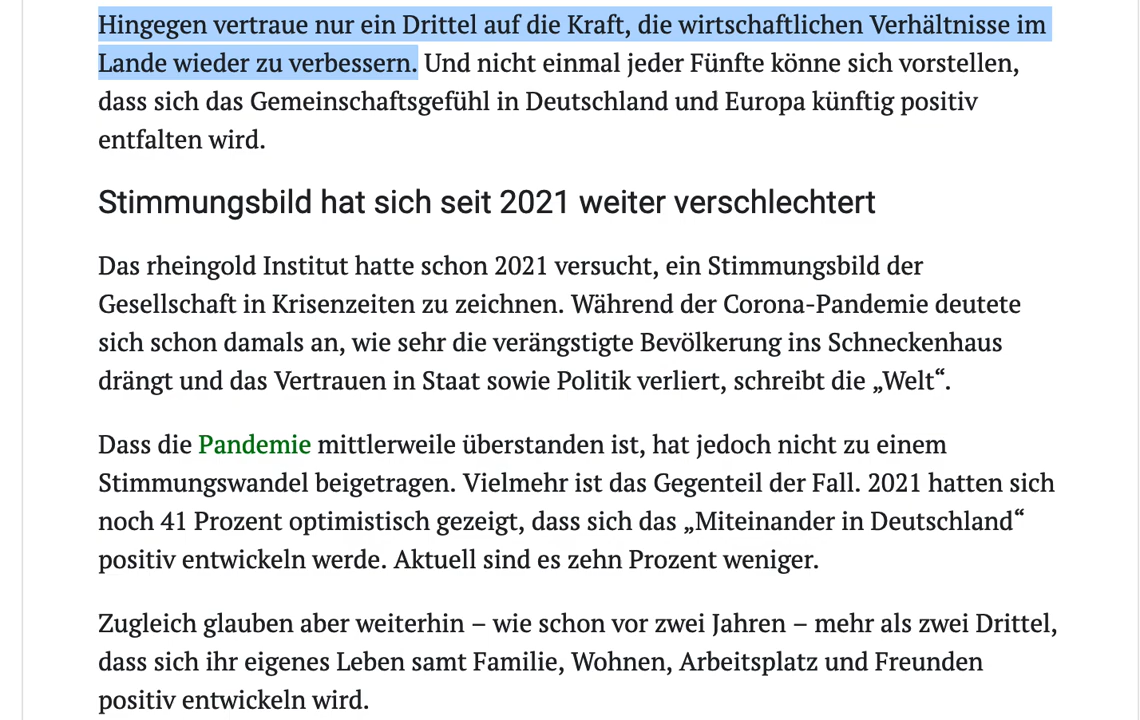 Hingegen vertraue nur ein Drittel auf die Kraft, die wirtschaftlichen Verhältnisse im
Lande wieder zu verbessern. Und nicht einmal jeder Fünfte könne sich vorstellen,
dass sich das Gemeinschaftsgefühl in Deutschland und Europa künftig positiv
entfalten wird.
Stimmungsbild hat sich seit 2021 weiter verschlechtert
Das rheingold Institut hatte schon 2021 versucht, ein Stimmungsbild der
Gesellschaft in Krisenzeiten zu zeichnen. Während der Corona-Pandemie deutete
sich schon damals an, wie sehr die verängstigte Bevölkerung ins Schneckenhaus
drängt und das Vertrauen in Staat sowie Politik verliert, schreibt die „Welt“.
Dass die Pandemie mittlerweile überstanden ist, hat jedoch nicht zu einem
Stimmungswandel beigetragen. Vielmehr ist das Gegenteil der Fall. 2021 hatten sich
noch 41 Prozent optimistisch gezeigt, dass sich das „Miteinander in Deutschland“
positiv entwickeln werde. Aktuell sind es zehn Prozent weniger.
Zugleich glauben aber weiterhin – wie schon vor zwei Jahren – mehr als zwei Drittel,
dass sich ihr eigenes Leben samt Familie, Wohnen, Arbeitsplatz und Freunden
positiv entwickeln wird.